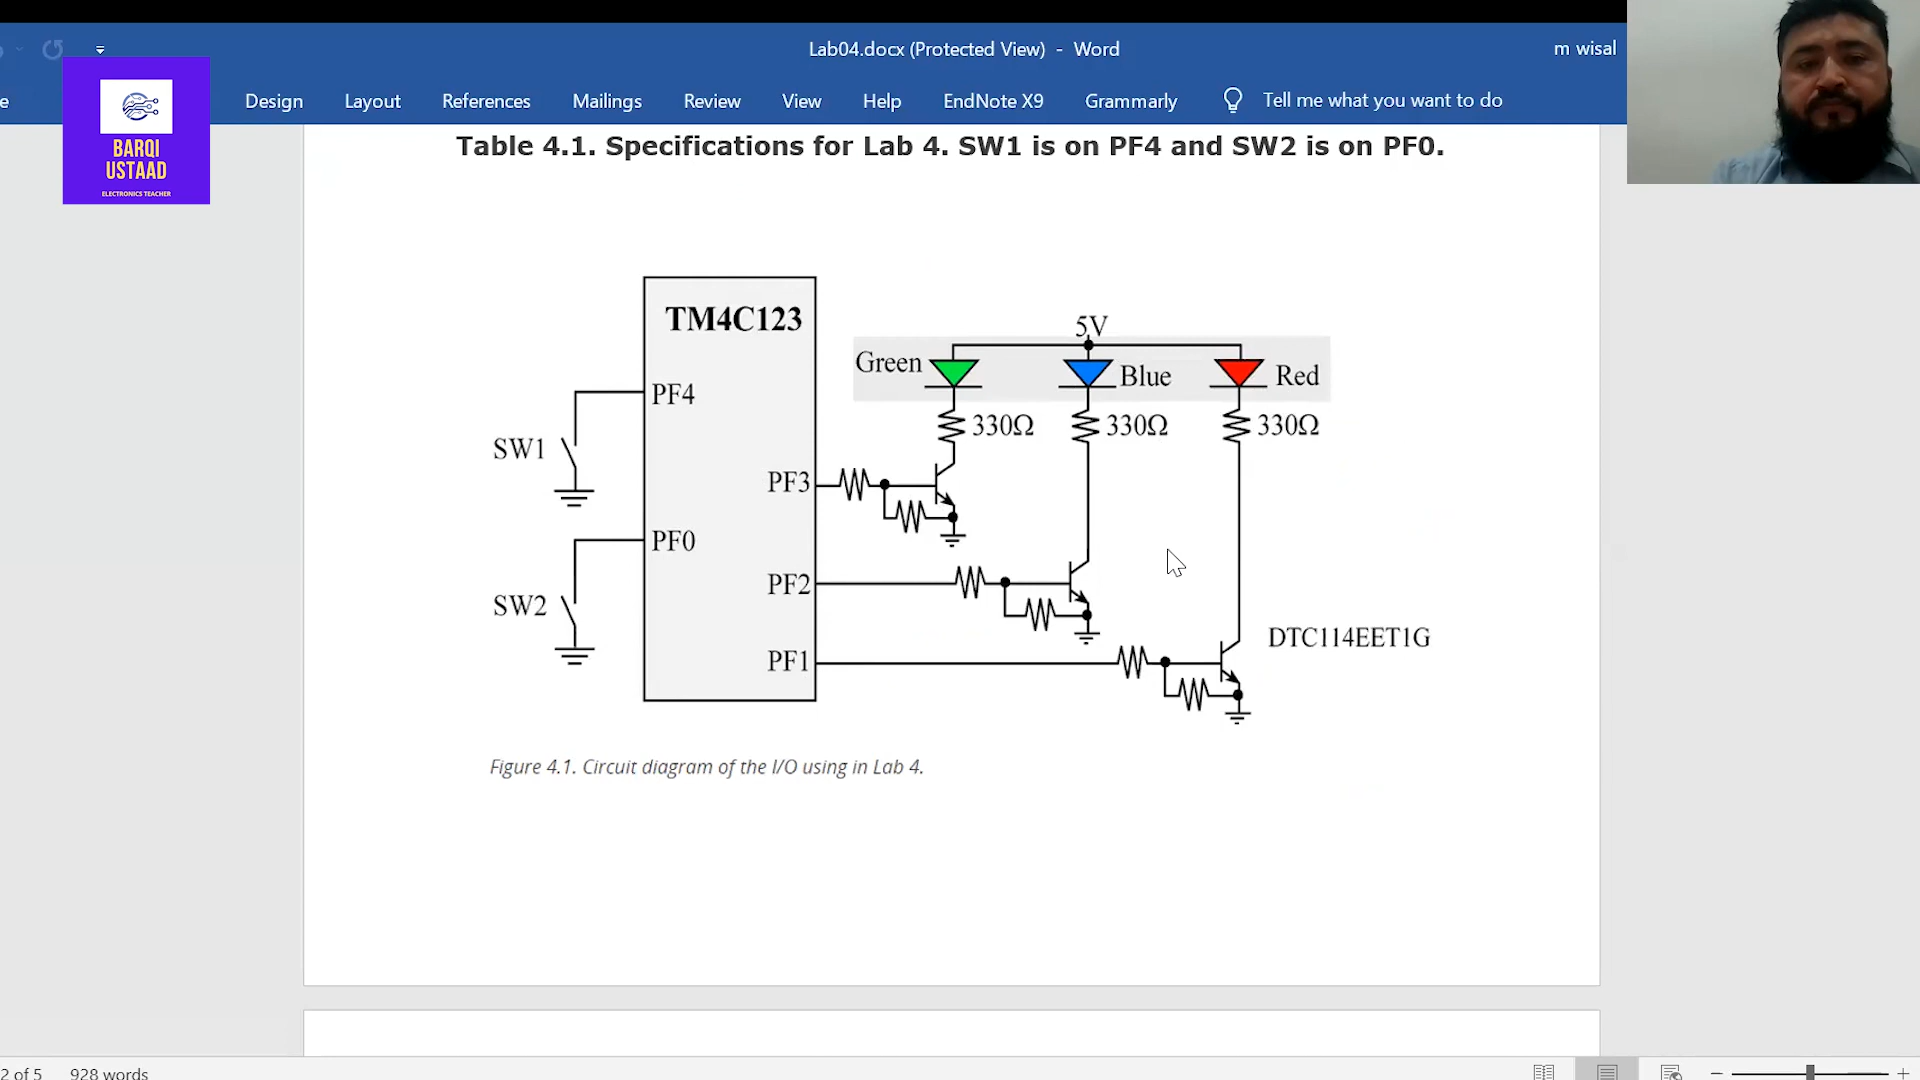 Lab04.docx (Protected View) - Word
m wisal
e
Design
Layout
References
Mailings
Review
View
Help
EndNote X9
Grammarly
Tell me what you want to do
BARQI
USTAAD
ELECTRONICS TEACHER
Table 4.1. Specifications for Lab 4. SW1 is on PF4 and SW2 is on PF0.
TM4C123
5V
Green
Blue
Red
PF4
330Ω
330Ω
330Ω
SW1
PF3
PF0
PF2
SW2
DTC114EET1G
PF1
Figure 4.1. Circuit diagram of the I/O using in Lab 4.
2 of 5
928 words